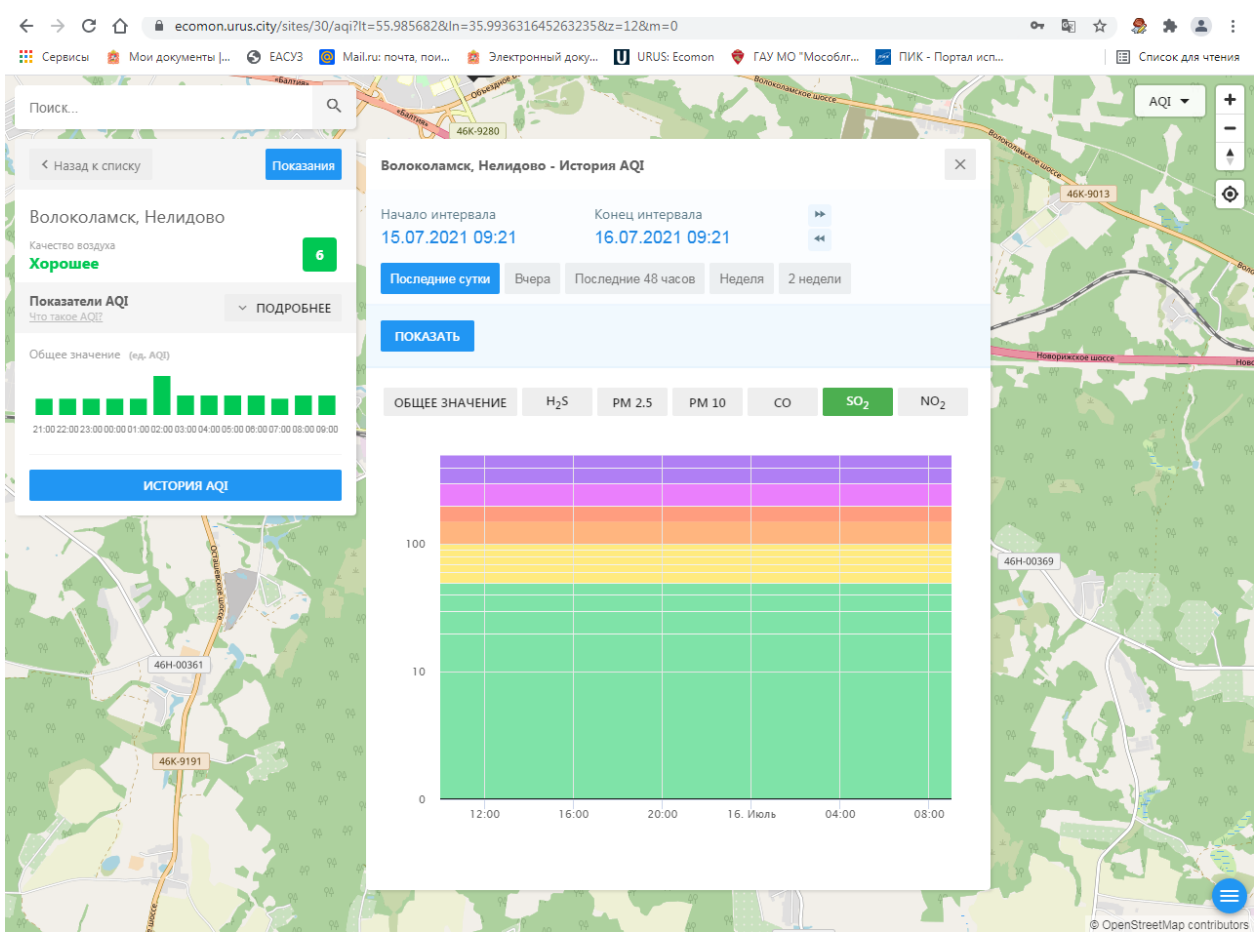 ecomon.urus.city/sites/30/aqi?lt=55.985682&ln=35.993631645263235&z=12&m=0
Сервисы Мои документы |... ЕАСУЗ Mail.ru: почта, пои... Электронный доку... URUS: Ecomon ГАУ МО "Мособлг... ПИК - Портал исп... Список для чтения
Поиск...
AQI
+
−
«Балтия»
«Балтия»
Объездное
Волоколамское шоссе
Волоколамское шоссе
46К-9280
46К-9013
Назад к списку
Показания
Волоколамск, Нелидово
Качество воздуха
Хорошее
6
Показатели AQI
Что такое AQI?
ПОДРОБНЕЕ
Общее значение (ед. AQI)
21:00 22:00 23:00 00:00 01:00 02:00 03:00 04:00 05:00 06:00 07:00 08:00 09:00
ИСТОРИЯ AQI
Волоколамск, Нелидово - История AQI
Начало интервала Конец интервала
15.07.2021 09:21 16.07.2021 09:21
Последние сутки Вчера Последние 48 часов Неделя 2 недели
ПОКАЗАТЬ
ОБЩЕЕ ЗНАЧЕНИЕ H₂S PM 2.5 PM 10 CO SO₂ NO₂
100
10
0
12:00 16:00 20:00 16. Июль 04:00 08:00
Новорижское шоссе
Осташёвское шоссе
46Н-00369
46Н-00361
46К-9191
© OpenStreetMap contributors